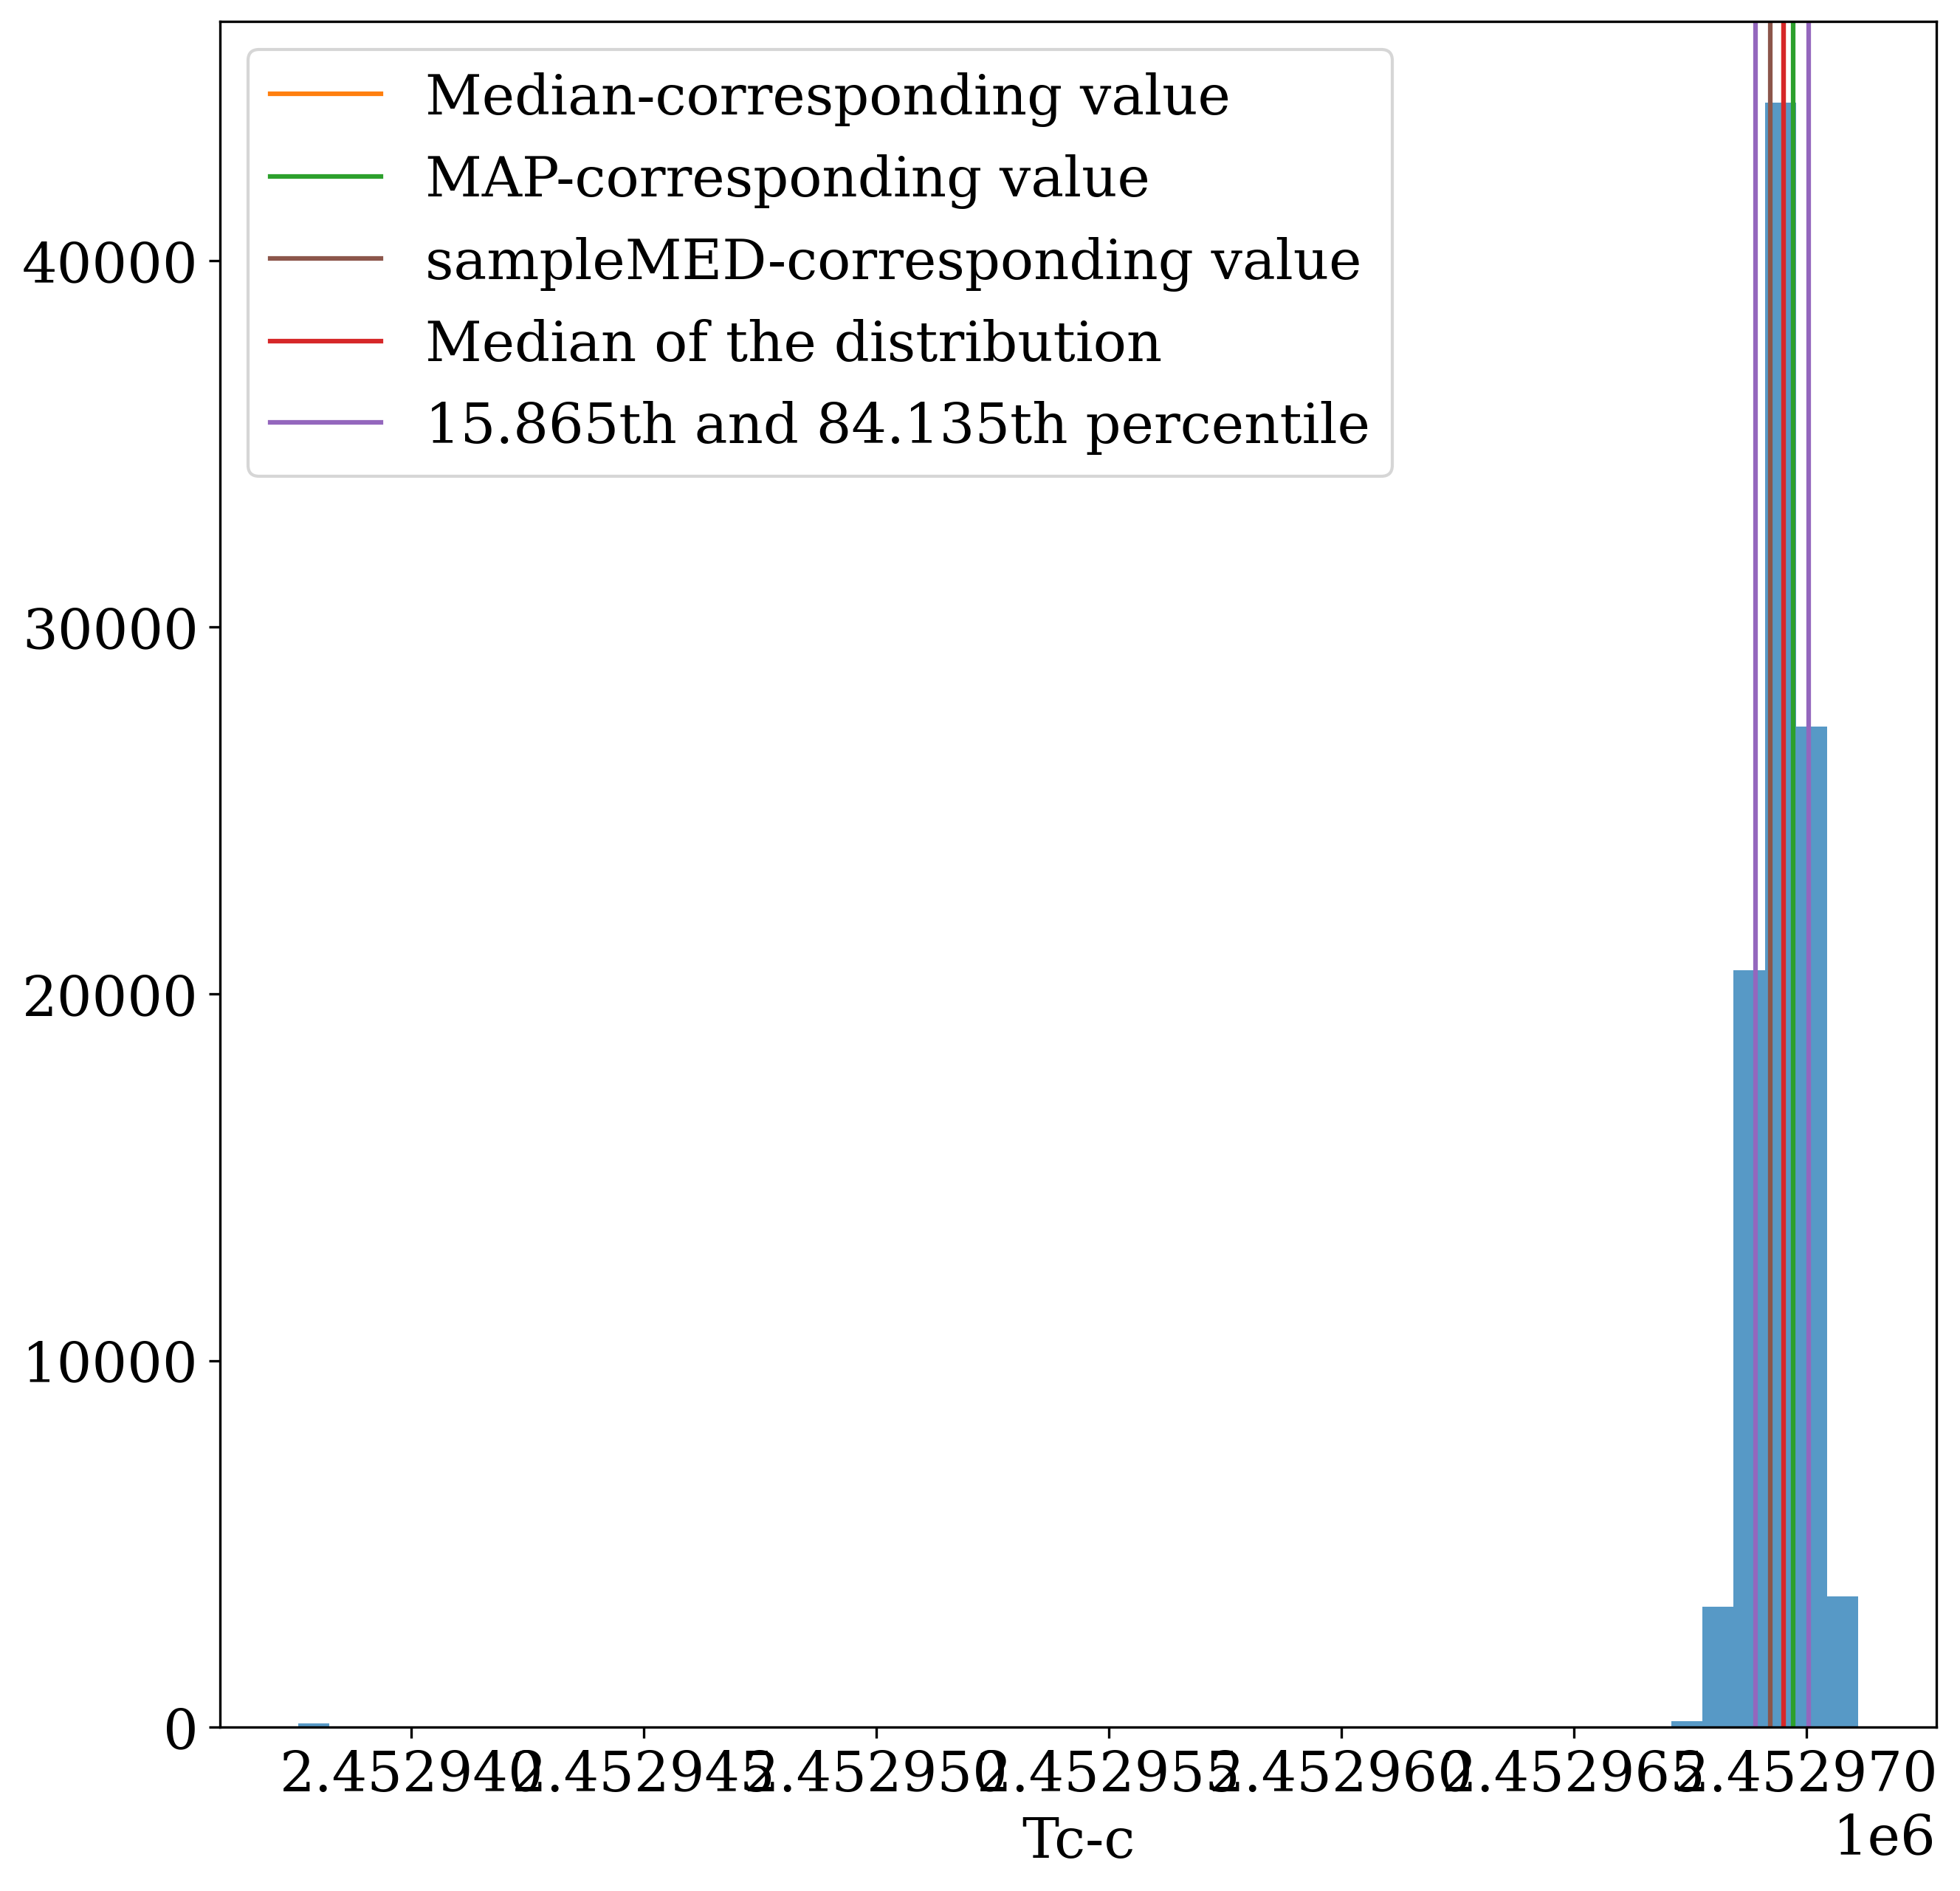 Median-corresponding value
MAP-corresponding value
sampleMED-corresponding value
Median of the distribution
15.865th and 84.135th percentile
40000
30000
20000
10000
0
2.452940 2.452945 2.452950 2.452955 2.452960 2.452965 2.452970
Tc-c
1e6